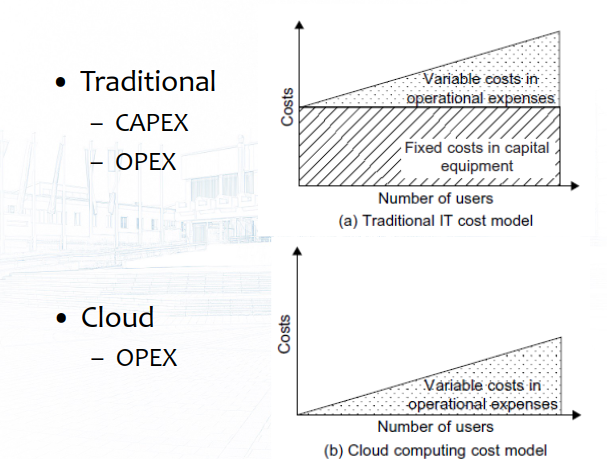 • Traditional
– CAPEX
– OPEX
Costs
Variable costs in
operational expenses
Fixed costs in capital
equipment
Number of users
(a) Traditional IT cost model
• Cloud
– OPEX
Costs
Variable costs in
operational expenses
Number of users
(b) Cloud computing cost model